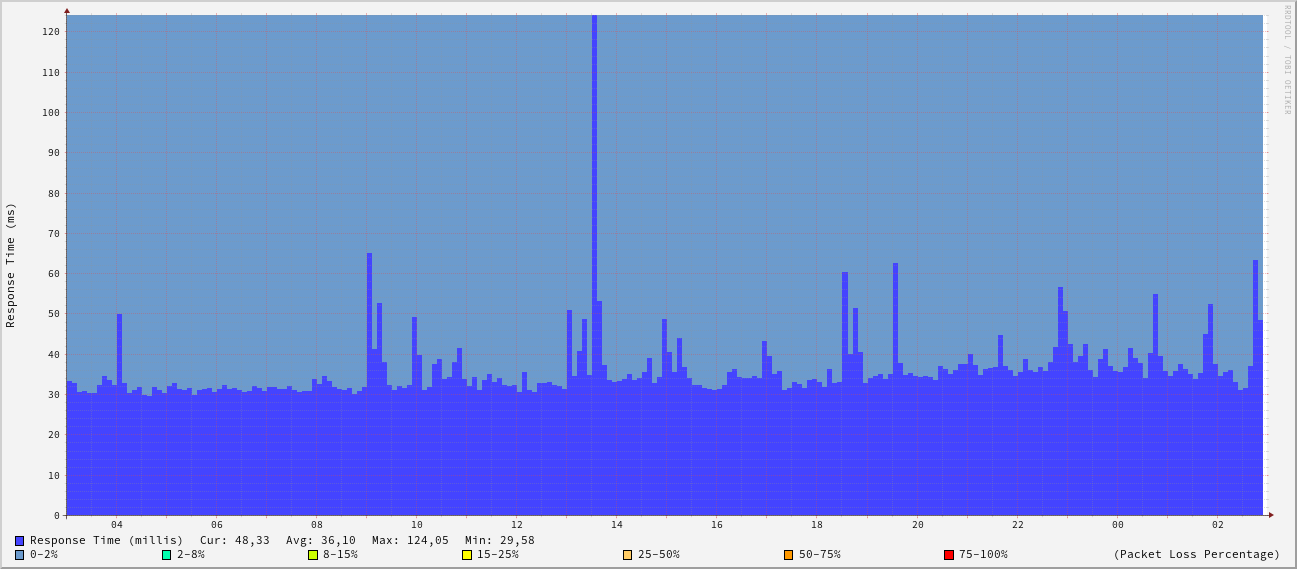 RRDTOOL / TOBI OETIKER
Response Time (ms)
120
110
100
90
80
70
60
50
40
30
20
10
0
04 06 08 10 12 14 16 18 20 22 00 02
Response Time (millis) Cur: 48,33 Avg: 36,10 Max: 124,05 Min: 29,58
0-2% 2-8% 8-15% 15-25% 25-50% 50-75% 75-100% (Packet Loss Percentage)